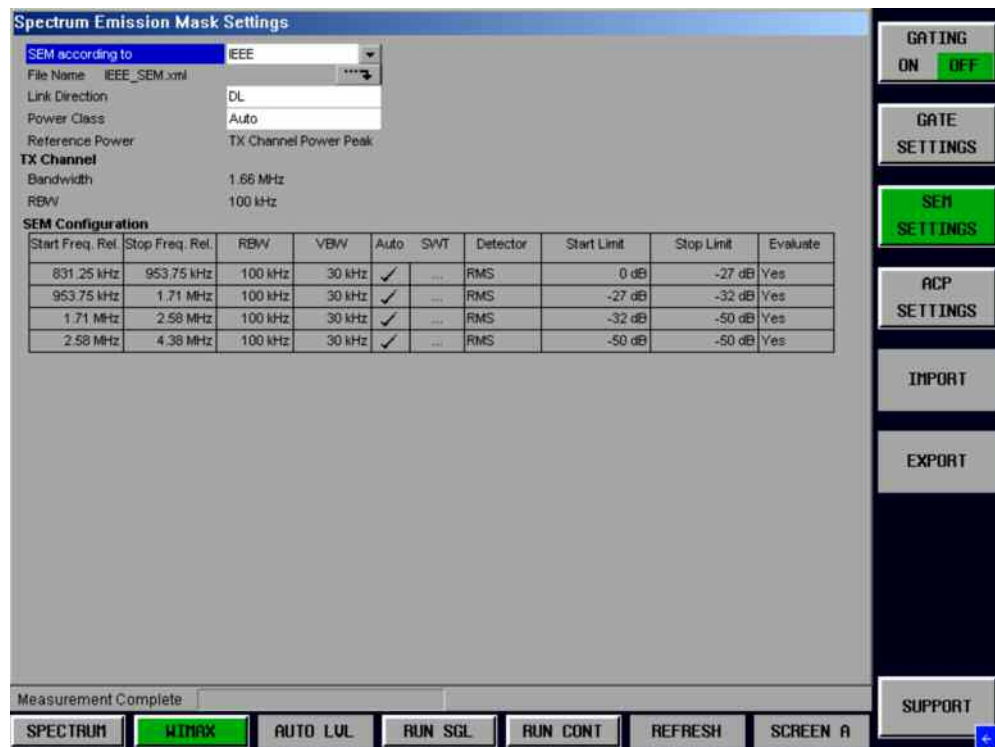 Spectrum Emission Mask Settings
SEM according to IEEE
File Name IEEE_SEM.xml
Link Direction DL
Power Class Auto
Reference Power TX Channel Power Peak
TX Channel
Bandwidth 1.66 MHz
RBW 100 kHz
SEM Configuration
Start Freq. Rel. Stop Freq. Rel. RBW VBW Auto SWT Detector Start Limit Stop Limit Evaluate
831.25 kHz 953.75 kHz 100 kHz 30 kHz ✓ ... RMS 0 dB -27 dB Yes
953.75 kHz 1.71 MHz 100 kHz 30 kHz ✓ ... RMS -27 dB -32 dB Yes
1.71 MHz 2.58 MHz 100 kHz 30 kHz ✓ ... RMS -32 dB -50 dB Yes
2.58 MHz 4.38 MHz 100 kHz 30 kHz ✓ ... RMS -50 dB -50 dB Yes
Measurement Complete
SPECTRUM WIMAX AUTO LVL RUN SGL RUN CONT REFRESH SCREEN A
GATING
ON OFF
GATE
SETTINGS
SEM
SETTINGS
ACP
SETTINGS
IMPORT
EXPORT
SUPPORT